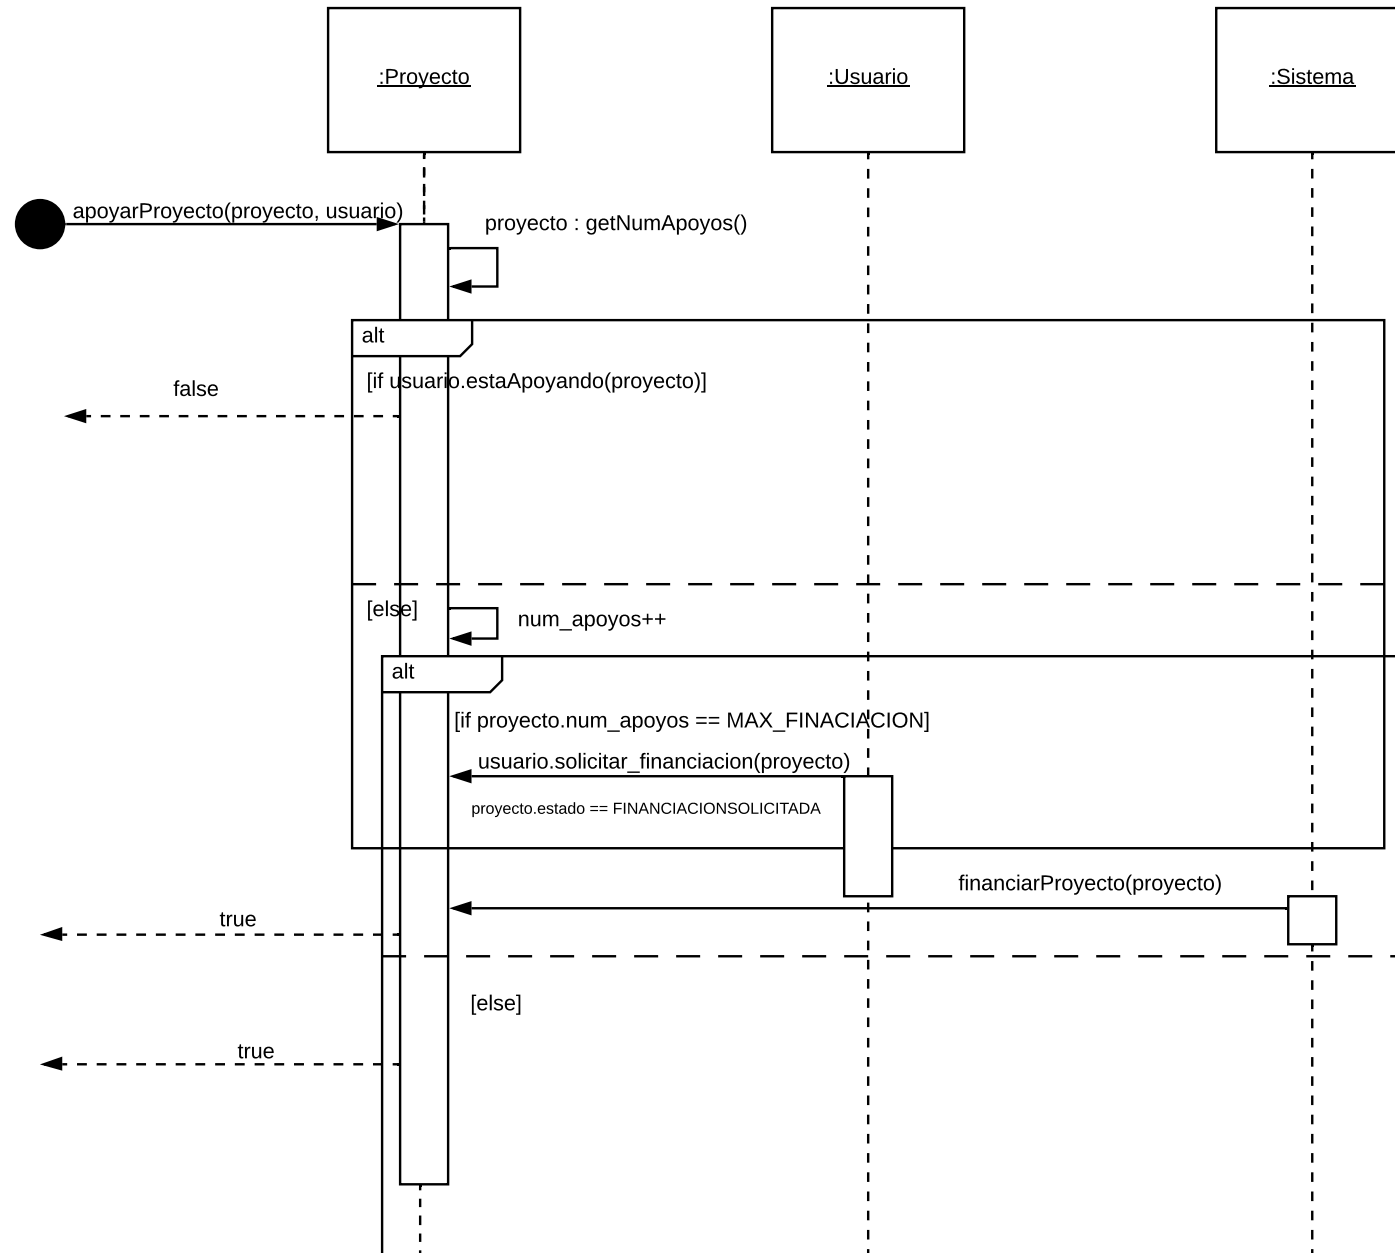 :Proyecto
:Usuario
:Sistema
apoyarProyecto(proyecto, usuario)
proyecto : getNumApoyos()
alt
[if usuario.estaApoyando(proyecto)]
false
[else]
num_apoyos++
alt
[if proyecto.num_apoyos == MAX_FINACIACION]
usuario.solicitar_financiacion(proyecto)
proyecto.estado == FINANCIACIONSOLICITADA
financiarProyecto(proyecto)
true
[else]
true